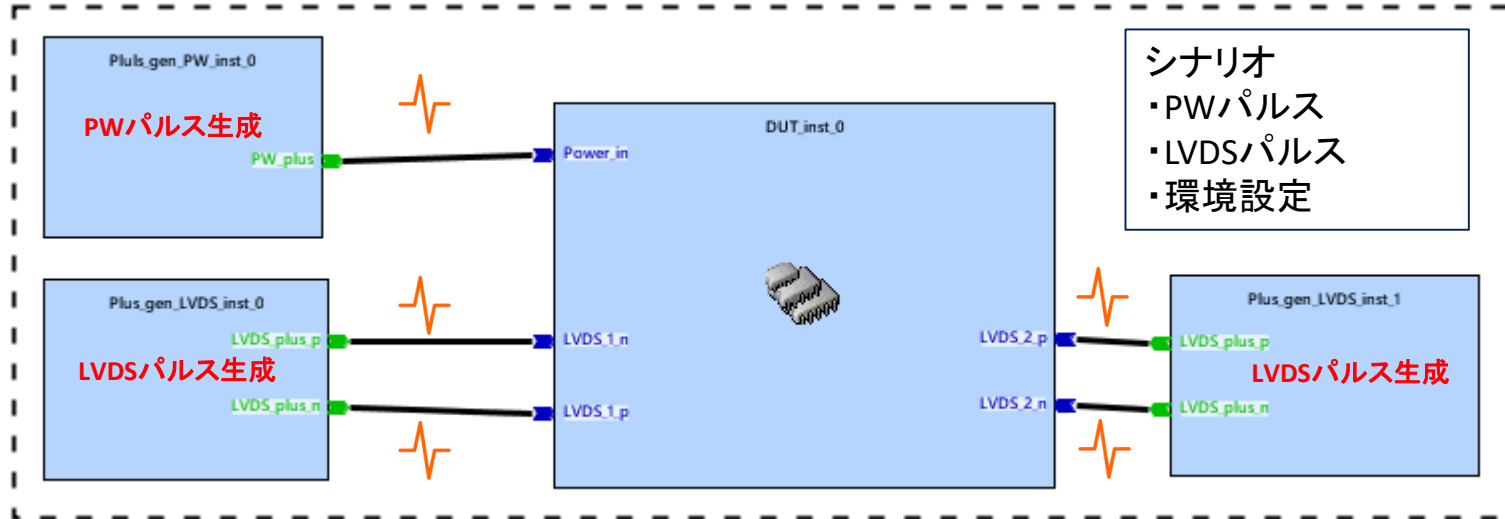 Pluls_gen_PW_inst_0
PWパルス生成
PW_plus
DUT_inst_0
Power_in
シナリオ
・PWパルス
・LVDSパルス
・環境設定
Plus_gen_LVDS_inst_0
LVDS_plus_p
LVDSパルス生成
LVDS_plus_n
LVDS_1_n
LVDS_1_p
LVDS_2_p
LVDS_2_n
Plus_gen_LVDS_inst_1
LVDS_plus_p
LVDSパルス生成
LVDS_plus_n